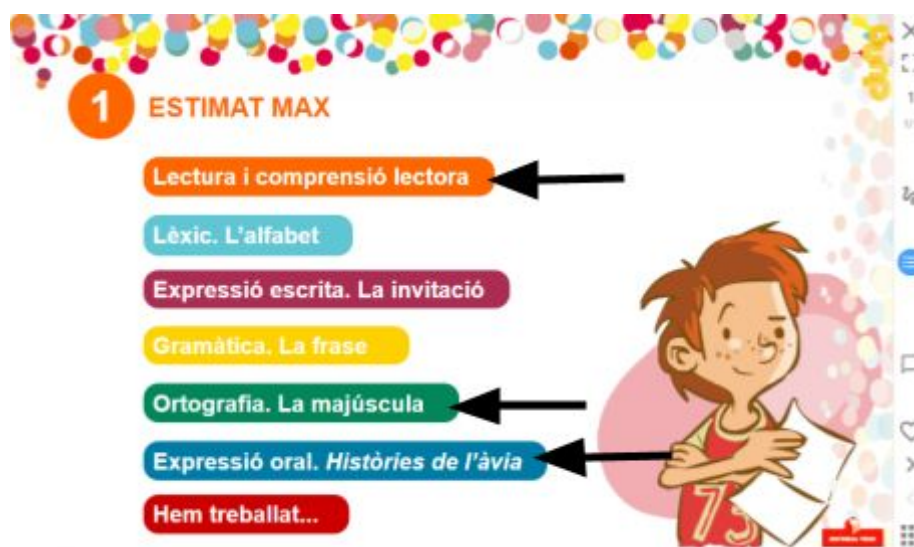 1 ESTIMAT MAX
Lectura i comprensió lectora
Lèxic. L'alfabet
Expressió escrita. La invitació
Gramàtica. La frase
Ortografia. La majúscula
Expressió oral. Històries de l'àvia
Hem treballat...
73